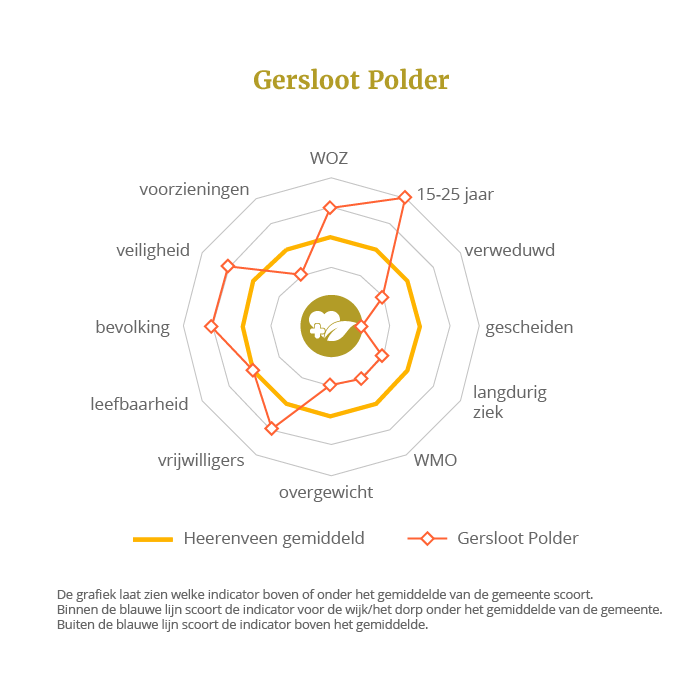 Gersloot Polder
WOZ
15-25 jaar
verweduwd
gescheiden
langdurig
ziek
WMO
overgewicht
vrijwilligers
leefbaarheid
bevolking
veiligheid
voorzieningen
Heerenveen gemiddeld
Gersloot Polder
De grafiek laat zien welke indicator boven of onder het gemiddelde van de gemeente scoort.
Binnen de blauwe lijn scoort de indicator voor de wijk/het dorp onder het gemiddelde van de gemeente.
Buiten de blauwe lijn scoort de indicator boven het gemiddelde.